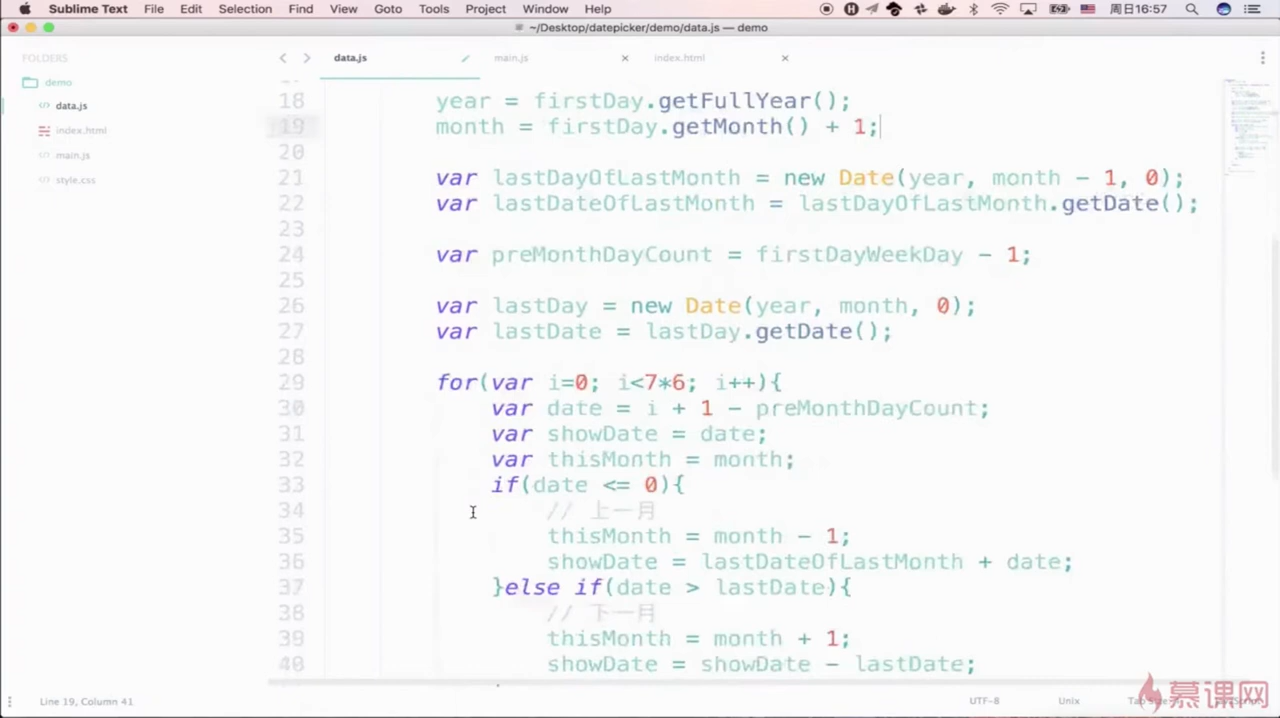 Sublime Text File Edit Selection Find View Goto Tools Project Window Help 周日16:57
~/Desktop/datepicker/demo/data.js — demo
FOLDERS
demo
data.js
index.html
main.js
style.css
data.js main.js index.html
18 year = firstDay.getFullYear();
19 month = firstDay.getMonth() + 1;
20
21 var lastDayOfLastMonth = new Date(year, month - 1, 0);
22 var lastDateOfLastMonth = lastDayOfLastMonth.getDate();
23
24 var preMonthDayCount = firstDayWeekDay - 1;
25
26 var lastDay = new Date(year, month, 0);
27 var lastDate = lastDay.getDate();
28
29 for(var i=0; i<7*6; i++){
30 var date = i + 1 - preMonthDayCount;
31 var showDate = date;
32 var thisMonth = month;
33 if(date <= 0){
34 // 上一月
35 thisMonth = month - 1;
36 showDate = lastDateOfLastMonth + date;
37 }else if(date > lastDate){
38 // 下一月
39 thisMonth = month + 1;
40 showDate = showDate - lastDate;
Line 19, Column 41 UTF-8 Unix
慕课网